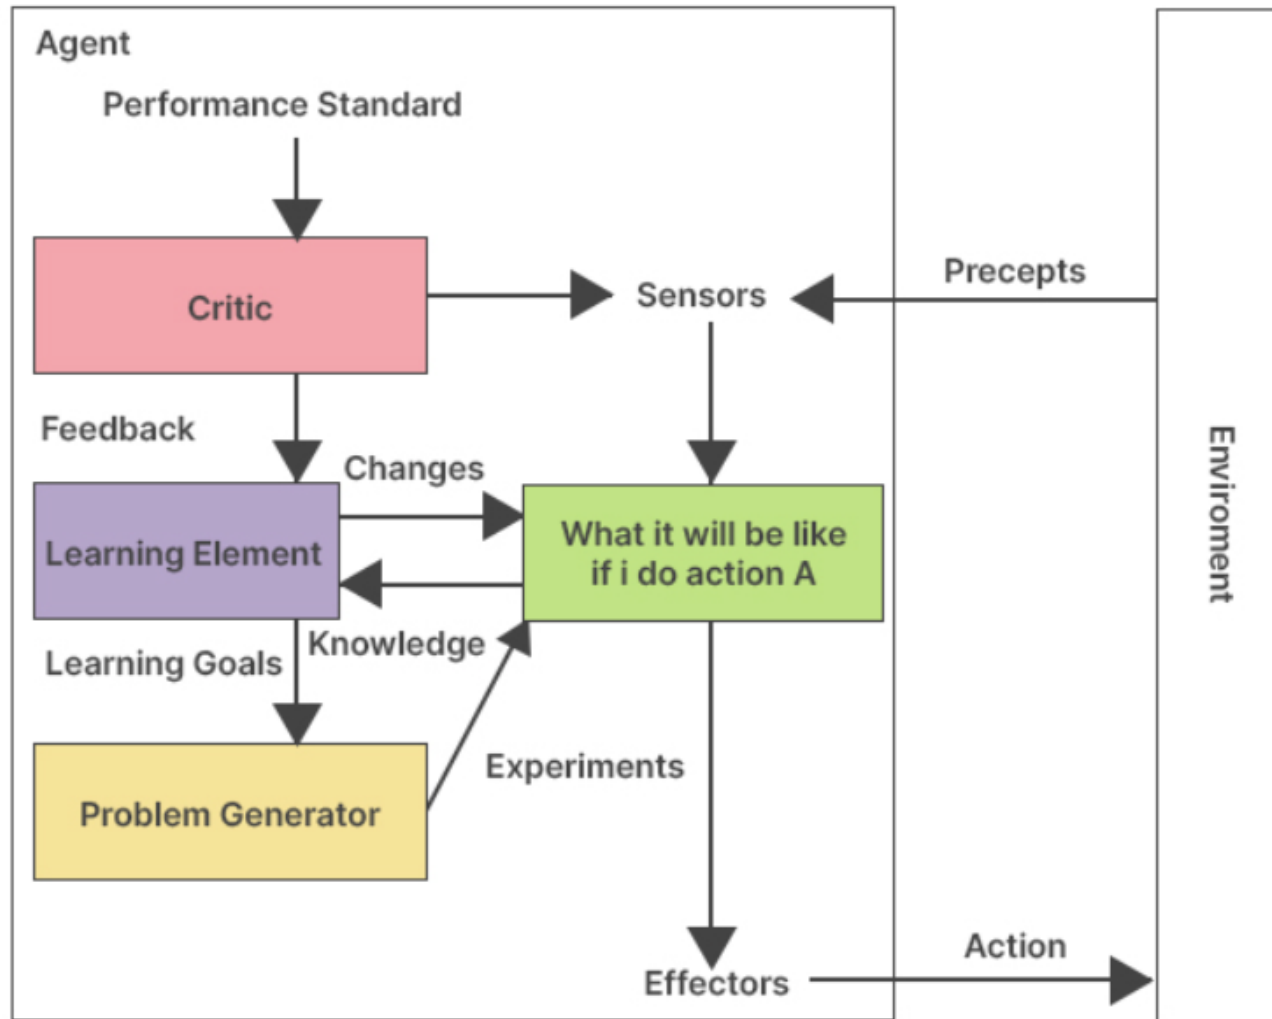 Agent
Performance Standard
Critic
Sensors
Precepts
Feedback
Changes
Learning Element
What it will be like
if i do action A
Knowledge
Learning Goals
Experiments
Problem Generator
Enviroment
Action
Effectors